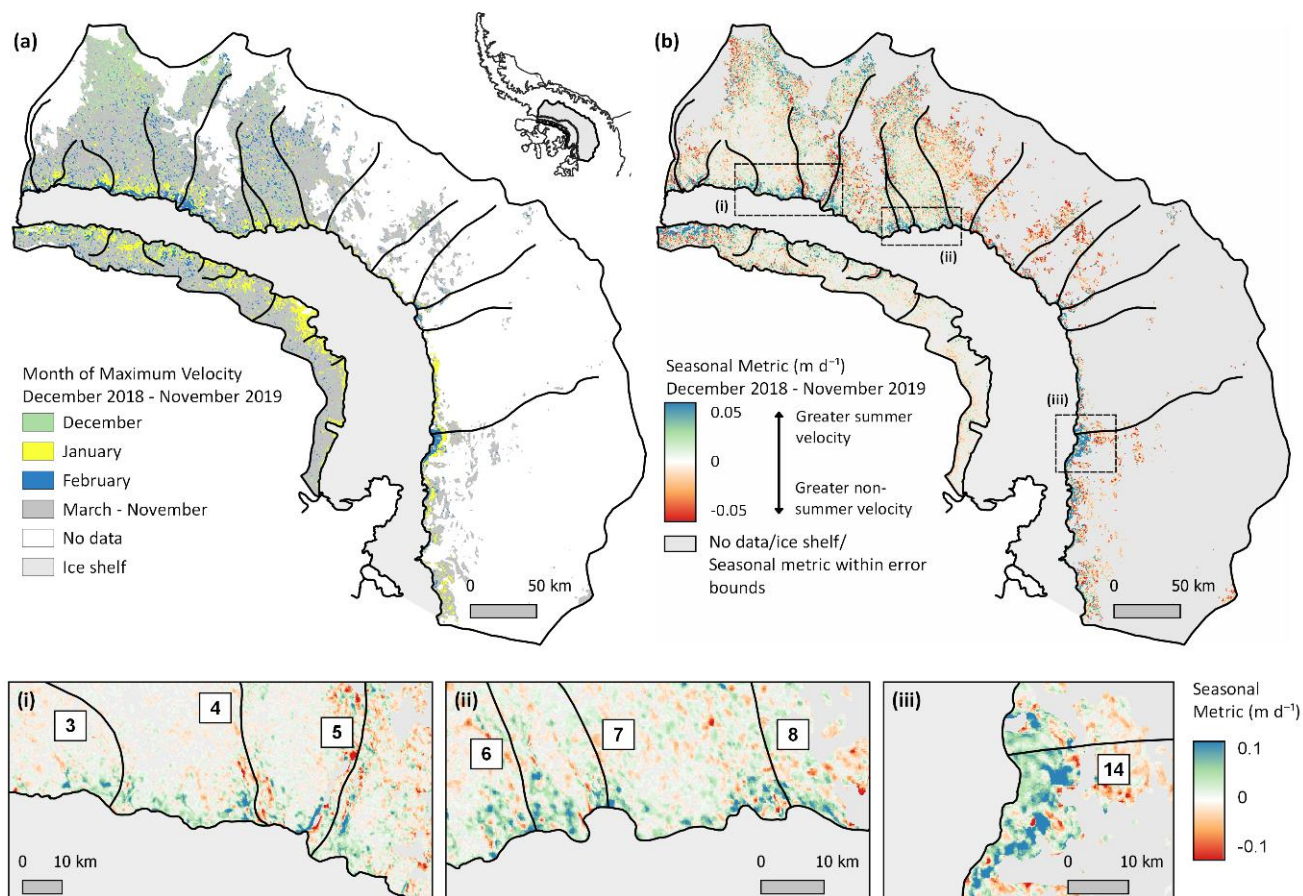 (a)
(b)
(i)
(ii)
(iii)
Month of Maximum Velocity
December 2018 - November 2019
December
January
February
March - November
No data
Ice shelf
0 50 km
Seasonal Metric (m d⁻¹)
December 2018 - November 2019
0.05
0
-0.05
Greater summer
velocity
Greater non-
summer velocity
No data/ice shelf/
Seasonal metric within error
bounds
0 50 km
(i)
3
4
5
0 10 km
(ii)
6
7
8
0 10 km
(iii)
14
0 10 km
Seasonal
Metric (m d⁻¹)
0.1
0
-0.1